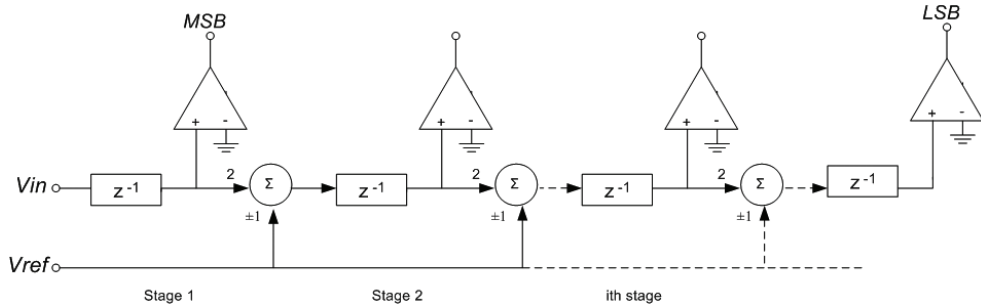 MSB
LSB
+ -
+ -
+ -
+ -
Vin
z⁻¹
2
Σ
z⁻¹
2
Σ
z⁻¹
2
Σ
z⁻¹
±1
±1
±1
Vref
Stage 1
Stage 2
ith stage